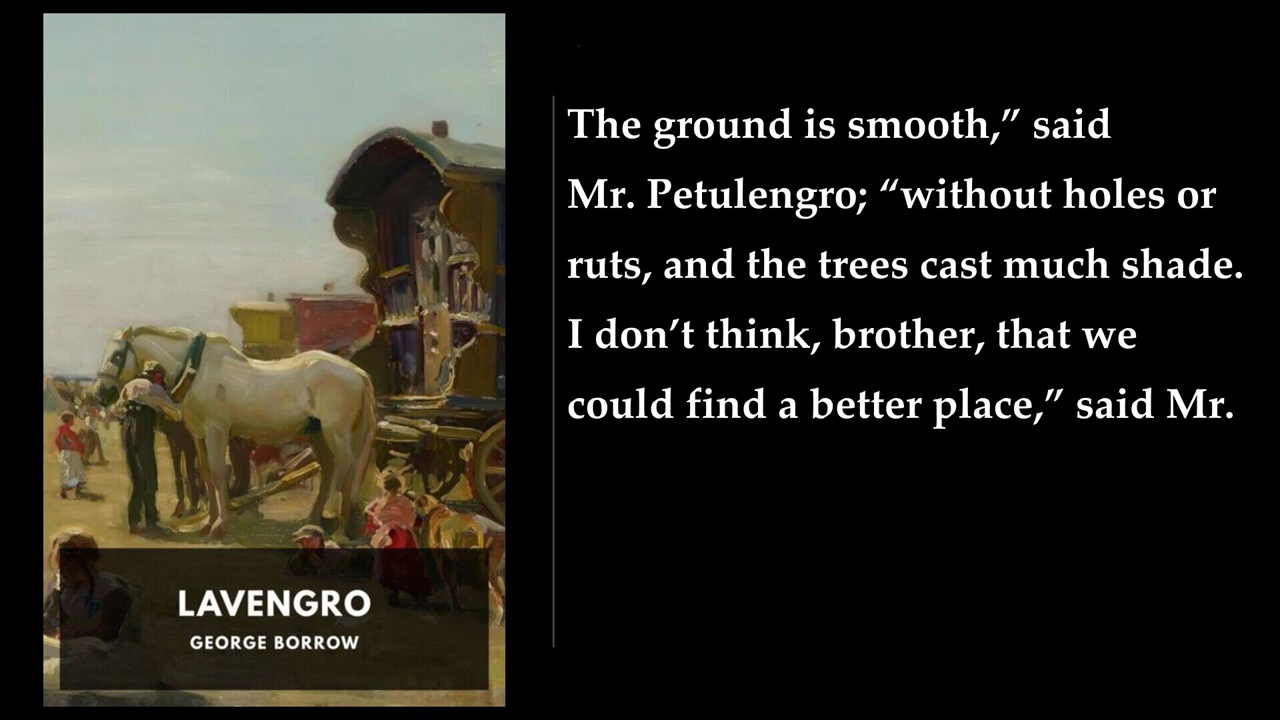 The ground is smooth,” said
Mr. Petulengro; “without holes or
ruts, and the trees cast much shade.
I don’t think, brother, that we
could find a better place,” said Mr.
LAVENGRO
GEORGE BORROW